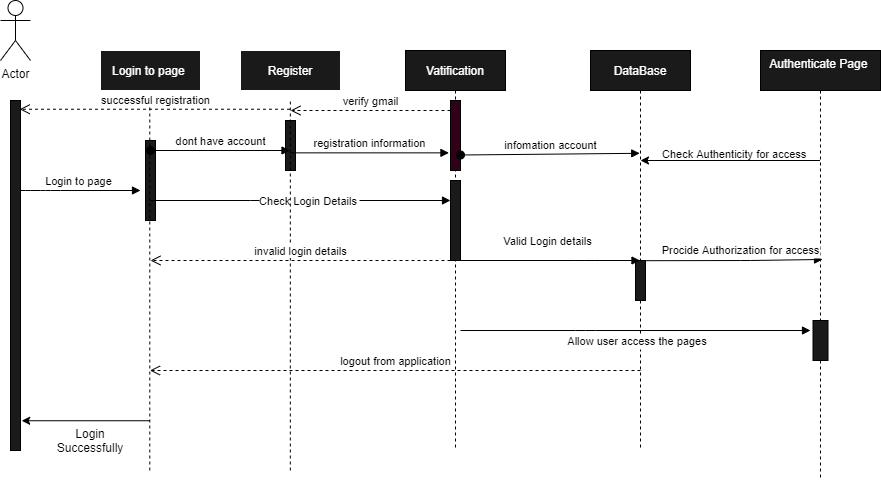 Actor
Login to page
Register
Vatification
DataBase
Authenticate Page
successful registration
verify gmail
dont have account
registration information
infomation account
Check Authenticity for access
Login to page
Check Login Details
invalid login details
Valid Login details
Procide Authorization for access
Allow user access the pages
logout from application
Login
Successfully